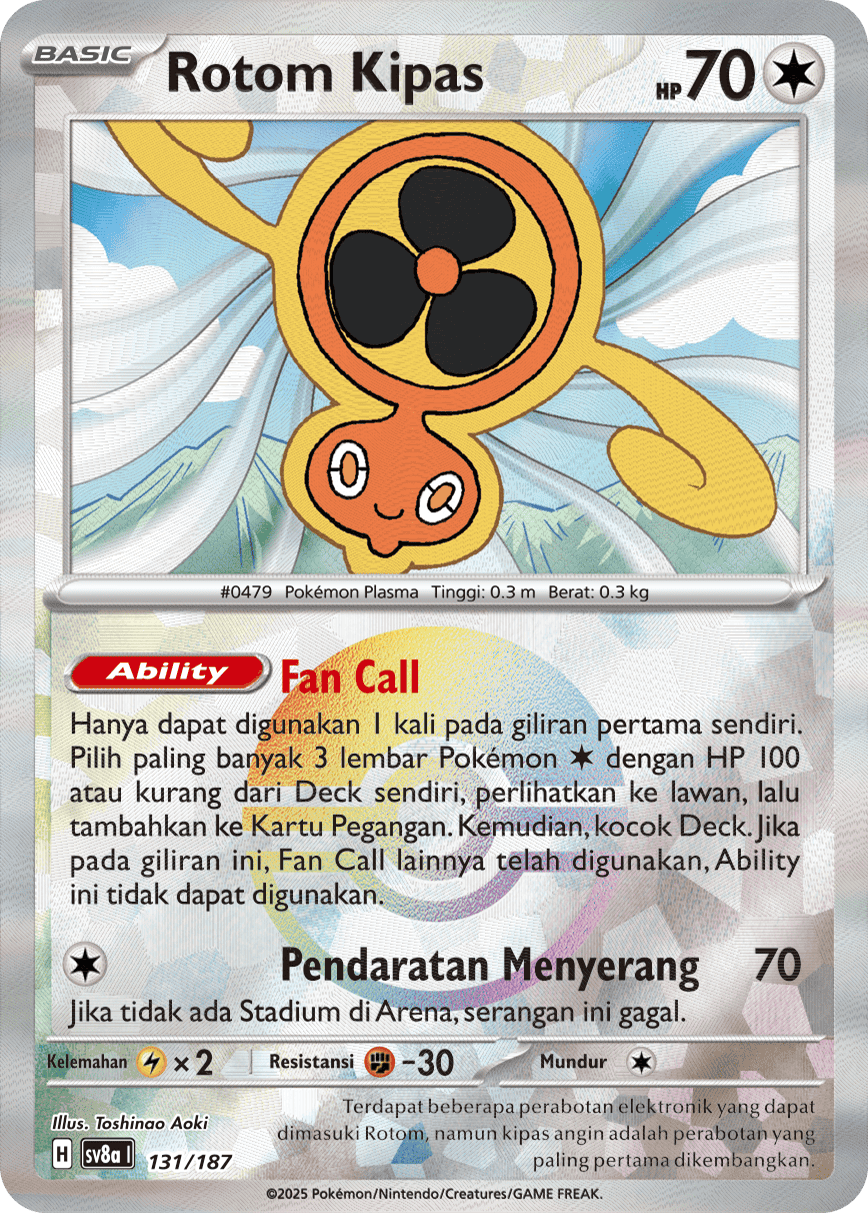 BASIC Rotom Kipas HP 70
#0479 Pokémon Plasma Tinggi: 0.3 m Berat: 0.3 kg
Ability Fan Call
Hanya dapat digunakan 1 kali pada giliran pertama sendiri.
Pilih paling banyak 3 lembar Pokémon dengan HP 100
atau kurang dari Deck sendiri, perlihatkan ke lawan, lalu
tambahkan ke Kartu Pegangan. Kemudian, kocok Deck. Jika
pada giliran ini, Fan Call lainnya telah digunakan, Ability
ini tidak dapat digunakan.
Pendaratan Menyerang 70
Jika tidak ada Stadium di Arena, serangan ini gagal.
Kelemahan ×2 Resistansi -30 Mundur
Illus. Toshinao Aoki
H sv8a I 131/187
Terdapat beberapa perabotan elektronik yang dapat
dimasuki Rotom, namun kipas angin adalah perabotan yang
paling pertama dikembangkan.
©2025 Pokémon/Nintendo/Creatures/GAME FREAK.